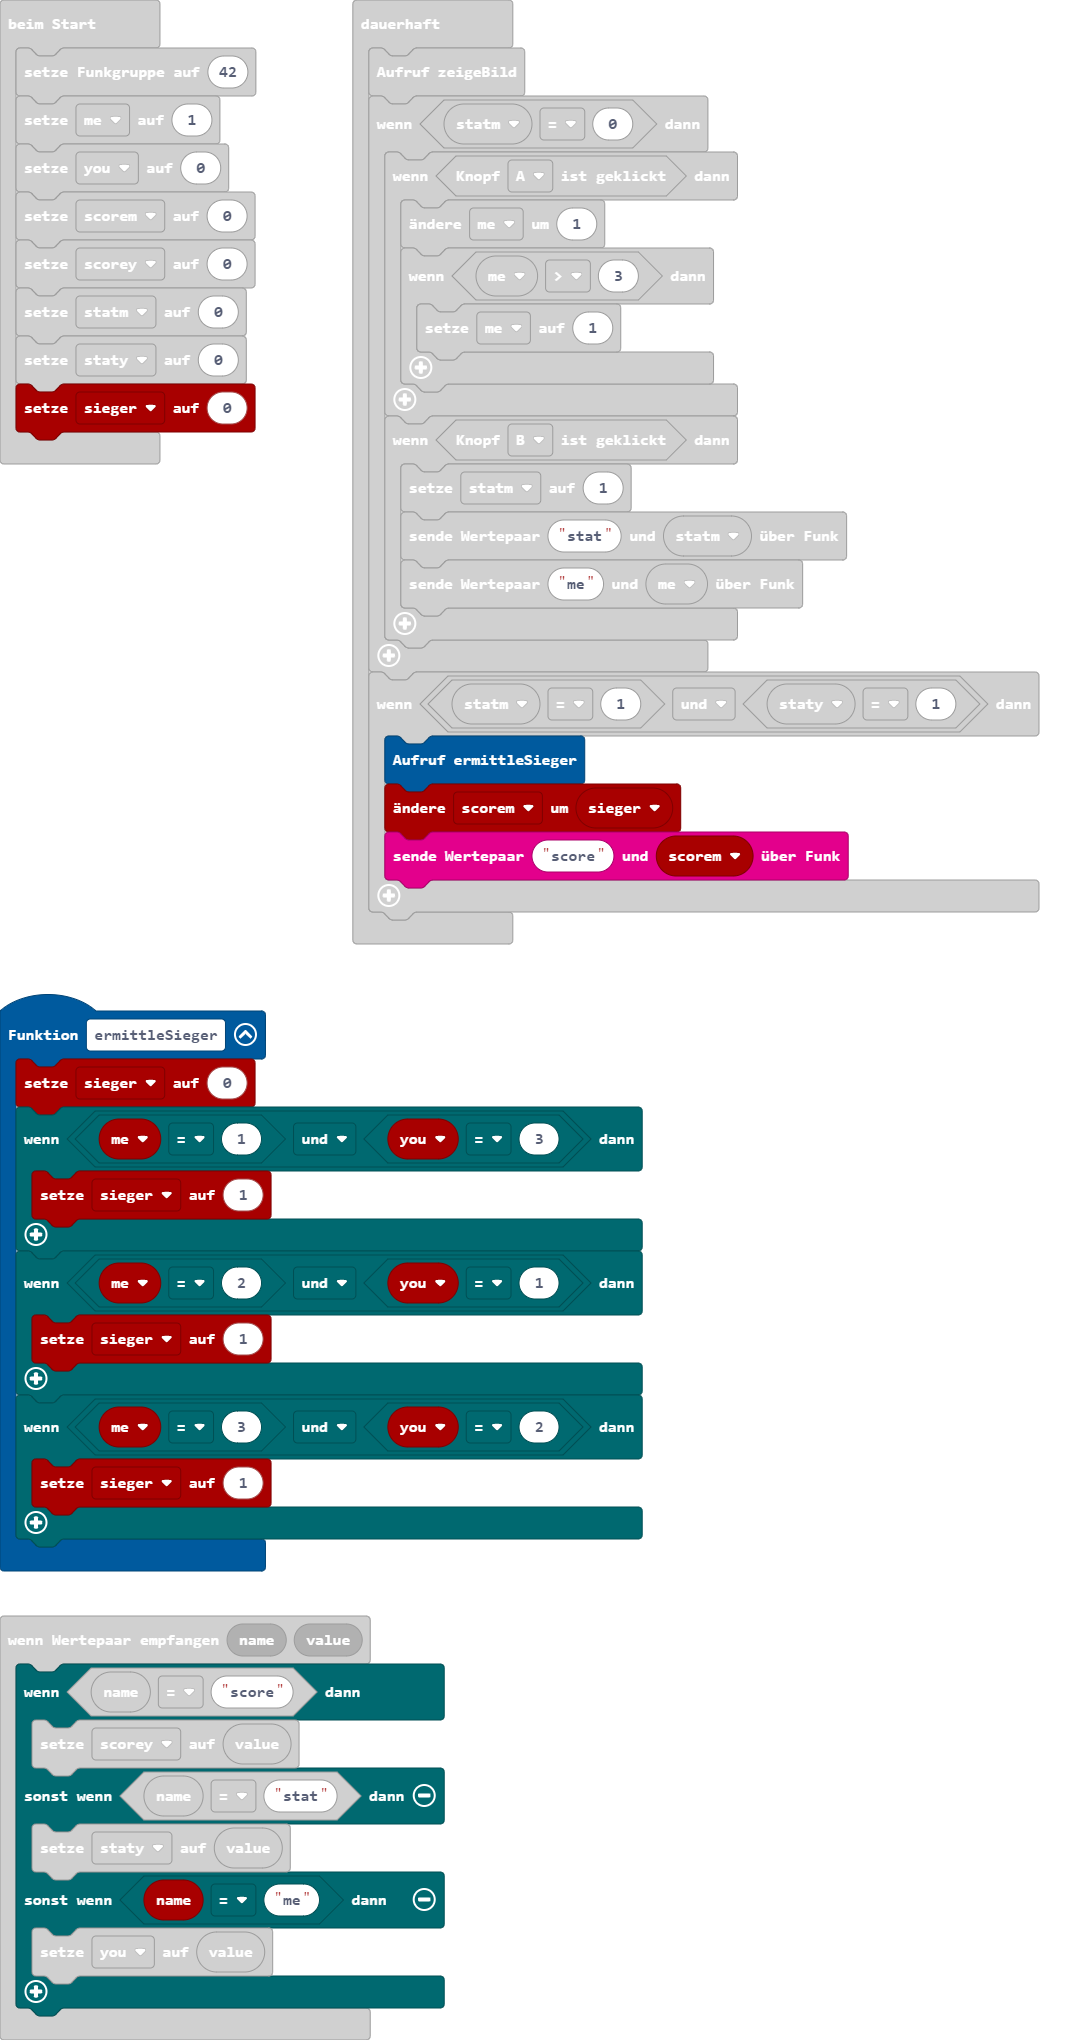 beim Start
setze Funkgruppe auf 42
setze me auf 1
setze you auf 0
setze scorem auf 0
setze scorey auf 0
setze statm auf 0
setze staty auf 0
setze sieger auf 0
dauerhaft
Aufruf zeigeBild
wenn statm = 0 dann
wenn Knopf A ist geklickt dann
ändere me um 1
wenn me > 3 dann
setze me auf 1
wenn Knopf B ist geklickt dann
setze statm auf 1
sende Wertepaar "stat" und statm über Funk
sende Wertepaar "me" und me über Funk
wenn statm = 1 und staty = 1 dann
Aufruf ermittleSieger
ändere scorem um sieger
sende Wertepaar "score" und scorem über Funk
Funktion ermittleSieger
setze sieger auf 0
wenn me = 1 und you = 3 dann
setze sieger auf 1
wenn me = 2 und you = 1 dann
setze sieger auf 1
wenn me = 3 und you = 2 dann
setze sieger auf 1
wenn Wertepaar empfangen name value
wenn name = "score" dann
setze scorey auf value
sonst wenn name = "stat" dann
setze staty auf value
sonst wenn name = "me" dann
setze you auf value